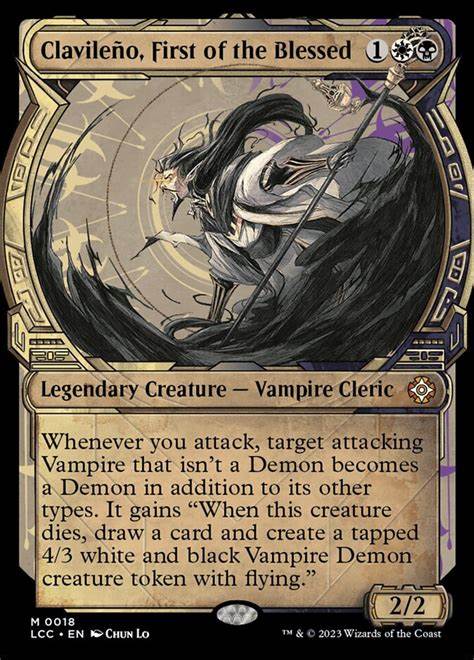 Clavileño, First of the Blessed 1
Legendary Creature — Vampire Cleric
Whenever you attack, target attacking
Vampire that isn't a Demon becomes
a Demon in addition to its other
types. It gains “When this creature
dies, draw a card and create a tapped
4/3 white and black Vampire Demon
creature token with flying.”
2/2
M 0018
LCC • EN Chun Lo
™ & © 2023 Wizards of the Coast